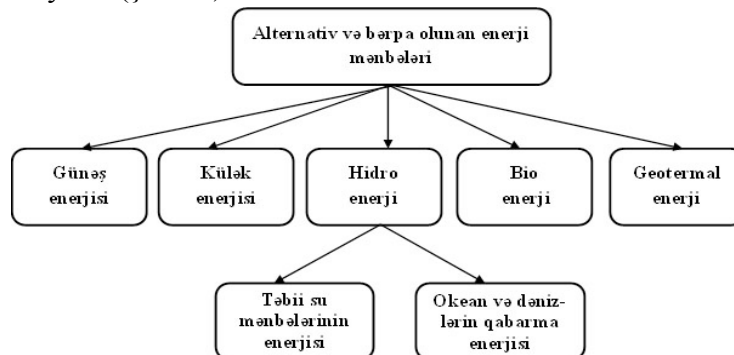 Alternativ və bərpa olunan enerji
mənbələri
Günəş
enerjisi
Külək
enerjisi
Hidro
enerji
Bio
enerji
Geotermal
enerji
Təbii su
mənbələrinin
enerjisi
Okean və dəniz-
lərin qabarma
enerjisi